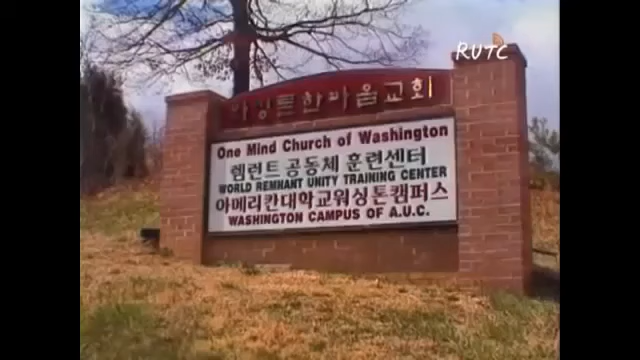 RUTC
워싱톤한마음교회
One Mind Church of Washington
렘런트 공동체 훈련센터
WORLD REMNANT UNITY TRAINING CENTER
아메리칸대학교워싱톤캠퍼스
WASHINGTON CAMPUS OF A.U.C.